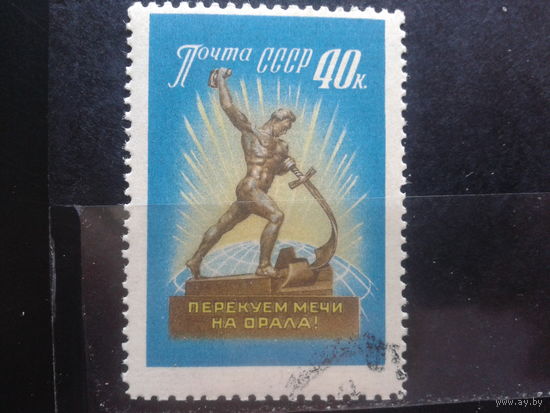 Почта СССР 40к.
ПЕРЕКУЕМ МЕЧИ
НА ОРАЛА!
www.ay.by